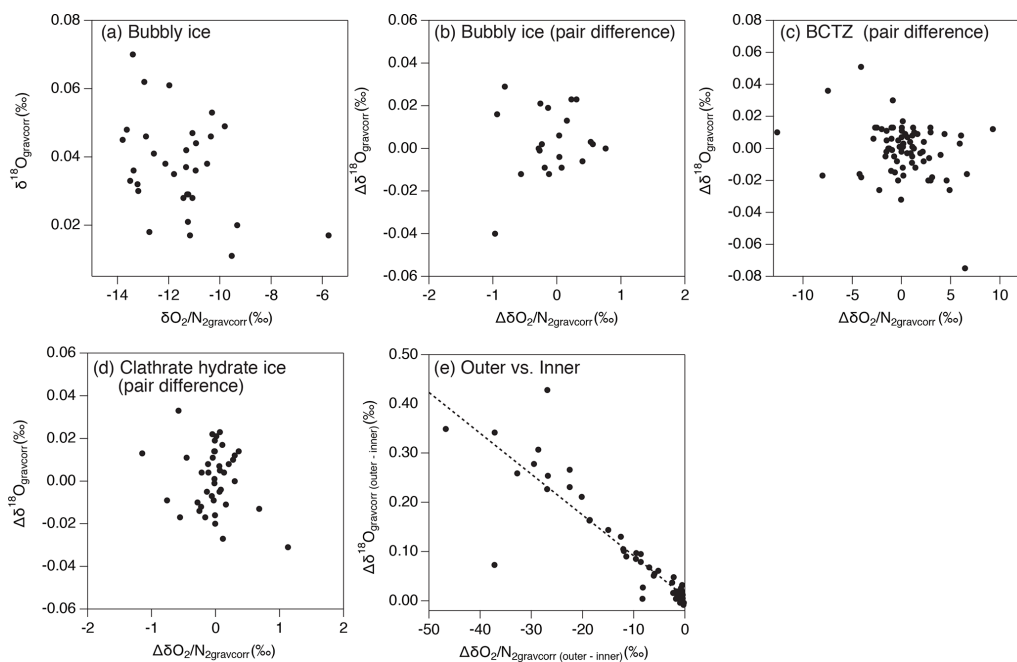 (a) Bubbly ice
0.08
0.06
0.04
0.02
δ¹⁸O gravcorr (‰)
-14 -12 -10 -8 -6
δO₂/N₂gravcorr (‰)
(b) Bubbly ice (pair difference)
0.06
0.04
0.02
0.00
-0.02
-0.04
-0.06
Δδ¹⁸Ogravcorr (‰)
-2 -1 0 1 2
ΔδO₂/N₂gravcorr (‰)
(c) BCTZ (pair difference)
0.08
0.06
0.04
0.02
0.00
-0.02
-0.04
-0.06
-0.08
Δδ¹⁸Ogravcorr (‰)
-10 -5 0 5 10
ΔδO₂/N₂gravcorr (‰)
(d) Clathrate hydrate ice
(pair difference)
0.06
0.04
0.02
0.00
-0.02
-0.04
-0.06
Δδ¹⁸Ogravcorr (‰)
-2 -1 0 1 2
ΔδO₂/N₂gravcorr (‰)
(e) Outer vs. Inner
0.50
0.40
0.30
0.20
0.10
0.00
Δδ¹⁸Ogravcorr (outer - inner) (‰)
-50 -40 -30 -20 -10 0
ΔδO₂/N₂gravcorr (outer - inner) (‰)